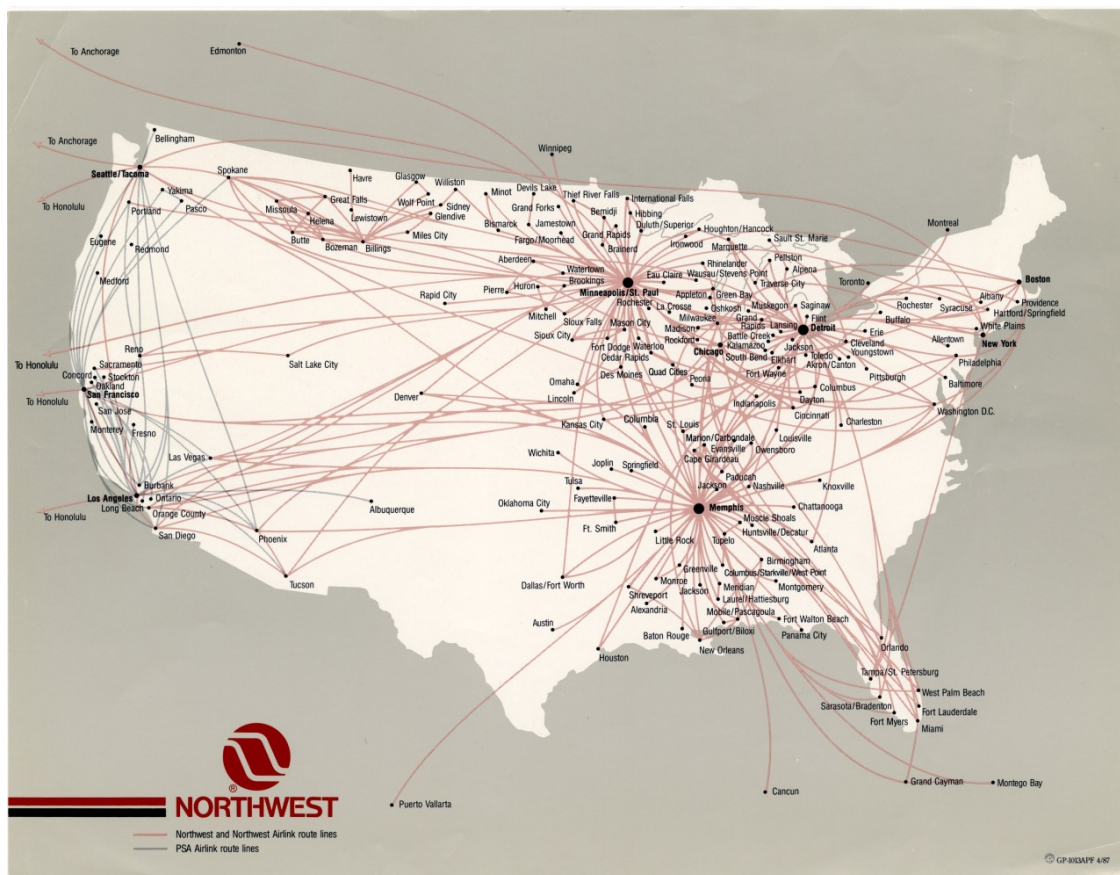 To Anchorage
Edmonton
To Anchorage
Bellingham
Winnipeg
Seattle/Tacoma
Spokane
Havre
Glasgow
Williston
Minot
Devils Lake
Thief River Falls
International Falls
Yakima
Great Falls
Wolf Point
Sidney
Grand Forks
Bemidji
Hibbing
Houghton/Hancock
Montreal
To Honolulu
Portland
Pasco
Missoula
Helena
Lewistown
Glendive
Bismarck
Jamestown
Grand Rapids
Duluth/Superior
Sault St. Marie
Eugene
Redmond
Butte
Bozeman
Billings
Miles City
Fargo/Moorhead
Brainerd
Ironwood
Marquette
Pellston
Medford
Aberdeen
Watertown
Rhinelander
Alpena
Toronto
Boston
Brookings
Eau Claire
Wausau/Stevens Point
Traverse City
Rapid City
Pierre
Huron
Minneapolis/St. Paul
Rochester
Appleton
Green Bay
Saginaw
Rochester
Syracuse
Albany
Providence
Mitchell
Sioux Falls
La Crosse
Oshkosh
Muskegon
Flint
Buffalo
Hartford/Springfield
Sioux City
Mason City
Milwaukee
Grand Rapids
Lansing
Detroit
Erie
White Plains
Madison
Battle Creek
Cleveland
New York
Fort Dodge
Waterloo
Rockford
Kalamazoo
Jackson
Allentown
Reno
Cedar Rapids
Chicago
South Bend
Elkhart
Toledo
Youngstown
To Honolulu
Sacramento
Salt Lake City
Des Moines
Quad Cities
Fort Wayne
Akron/Canton
Pittsburgh
Philadelphia
Concord
Stockton
Oakland
Omaha
Peoria
Columbus
Baltimore
San Francisco
Denver
Lincoln
Indianapolis
Dayton
To Honolulu
San Jose
Cincinnati
Washington D.C.
Monterey
Fresno
Kansas City
Columbia
St. Louis
Charleston
Las Vegas
Wichita
Marion/Carbondale
Louisville
Evansville
Owensboro
Cape Girardeau
Joplin
Springfield
Paducah
Burbank
Tulsa
Jackson
Nashville
Knoxville
Los Angeles
Ontario
Long Beach
Orange County
Albuquerque
Oklahoma City
Fayetteville
Memphis
Chattanooga
To Honolulu
San Diego
Phoenix
Ft. Smith
Muscle Shoals
Huntsville/Decatur
Little Rock
Tupelo
Atlanta
Tucson
Dallas/Fort Worth
Greenville
Birmingham
Columbus/Starkville/West Point
Monroe
Jackson
Meridian
Montgomery
Shreveport
Laurel/Hattiesburg
Alexandria
Mobile/Pascagoula
Fort Walton Beach
Austin
Baton Rouge
Gulfport/Biloxi
Panama City
Houston
New Orleans
Orlando
Tampa/St. Petersburg
West Palm Beach
Sarasota/Bradenton
Fort Lauderdale
Fort Myers
Miami
Grand Cayman
Montego Bay
Puerto Vallarta
Cancun
®
NORTHWEST
Northwest and Northwest Airlink route lines
PSA Airlink route lines
GP-1013APF 4/87